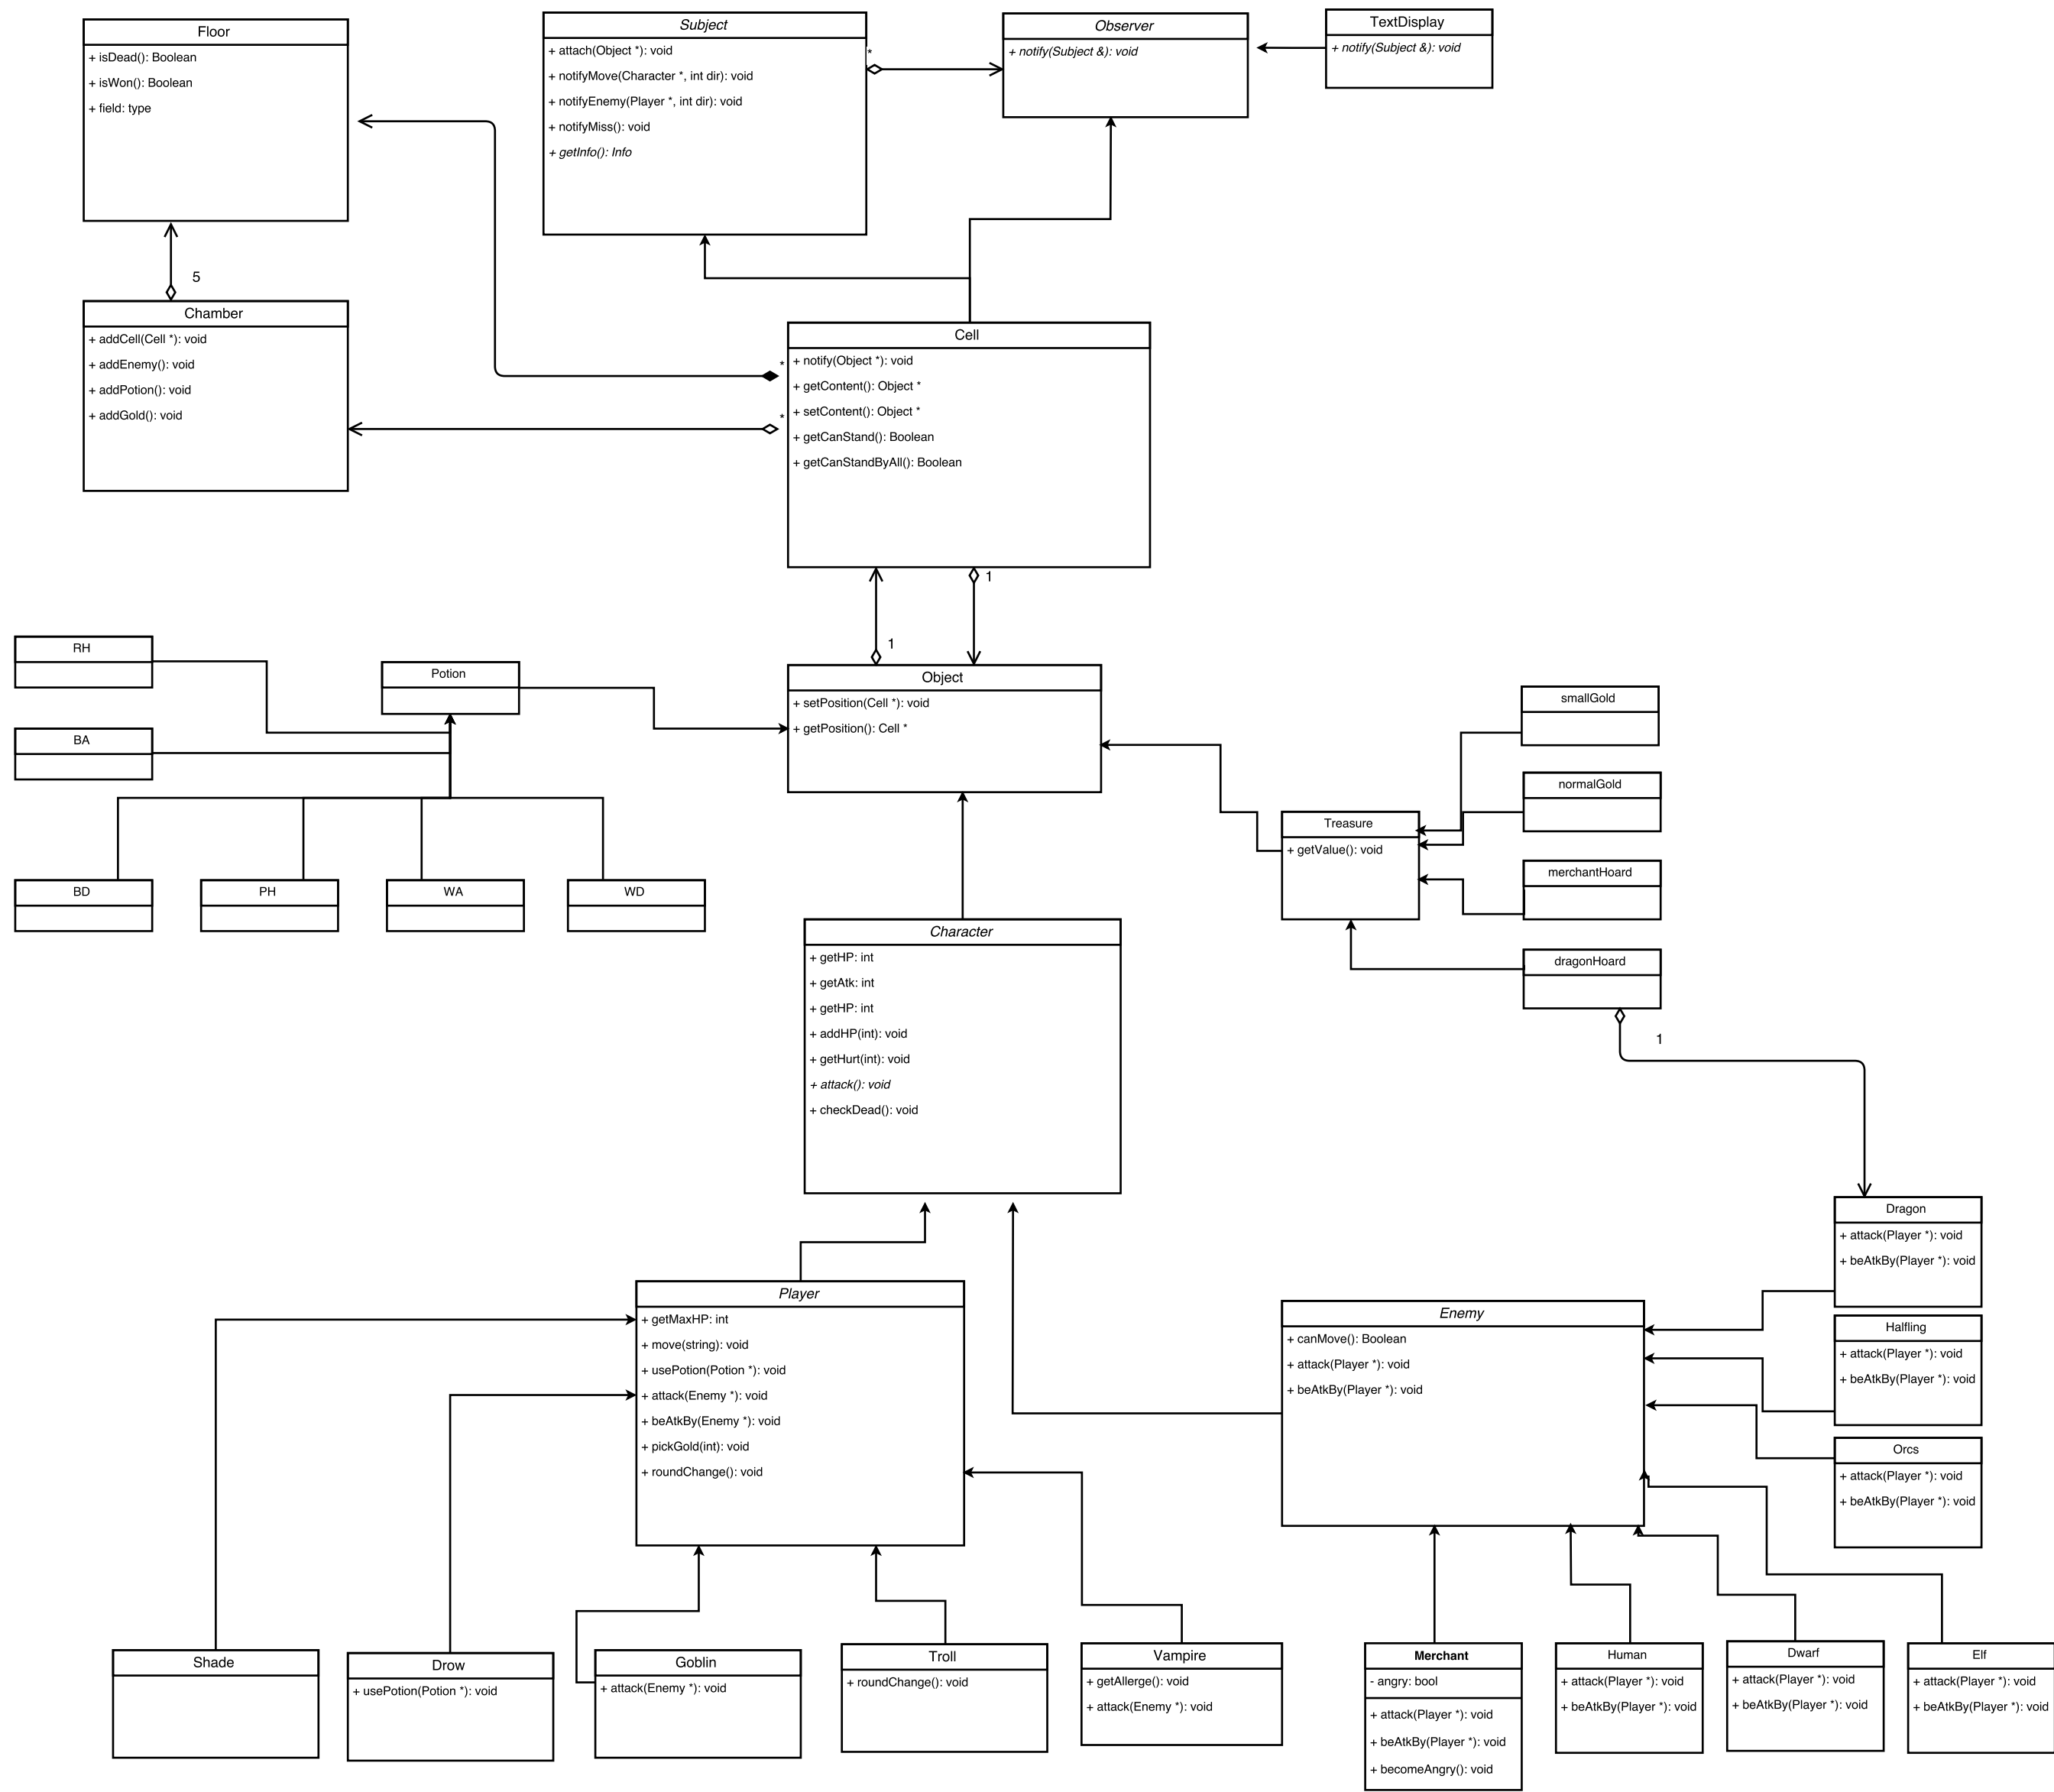 Floor
+ isDead(): Boolean
+ isWon(): Boolean
+ field: type
Subject
+ attach(Object *): void
+ notifyMove(Character *, int dir): void
+ notifyEnemy(Player *, int dir): void
+ notifyMiss(): void
+ getInfo(): Info
*
Observer
+ notify(Subject &): void
TextDisplay
+ notify(Subject &): void
5
Chamber
+ addCell(Cell *): void
+ addEnemy(): void
+ addPotion(): void
+ addGold(): void
*
*
Cell
+ notify(Object *): void
+ getContent(): Object *
+ setContent(): Object *
+ getCanStand(): Boolean
+ getCanStandByAll(): Boolean
1
1
RH
BA
Potion
BD
PH
WA
WD
Object
+ setPosition(Cell *): void
+ getPosition(): Cell *
Treasure
+ getValue(): void
smallGold
normalGold
merchantHoard
dragonHoard
1
Character
+ getHP: int
+ getAtk: int
+ getHP: int
+ addHP(int): void
+ getHurt(int): void
+ attack(): void
+ checkDead(): void
Player
+ getMaxHP: int
+ move(string): void
+ usePotion(Potion *): void
+ attack(Enemy *): void
+ beAtkBy(Enemy *): void
+ pickGold(int): void
+ roundChange(): void
Enemy
+ canMove(): Boolean
+ attack(Player *): void
+ beAtkBy(Player *): void
Dragon
+ attack(Player *): void
+ beAtkBy(Player *): void
Halfling
+ attack(Player *): void
+ beAtkBy(Player *): void
Orcs
+ attack(Player *): void
+ beAtkBy(Player *): void
Shade
Drow
+ usePotion(Potion *): void
Goblin
+ attack(Enemy *): void
Troll
+ roundChange(): void
Vampire
+ getAllerge(): void
+ attack(Enemy *): void
Merchant
- angry: bool
+ attack(Player *): void
+ beAtkBy(Player *): void
+ becomeAngry(): void
Human
+ attack(Player *): void
+ beAtkBy(Player *): void
Dwarf
+ attack(Player *): void
+ beAtkBy(Player *): void
Elf
+ attack(Player *): void
+ beAtkBy(Player *): void